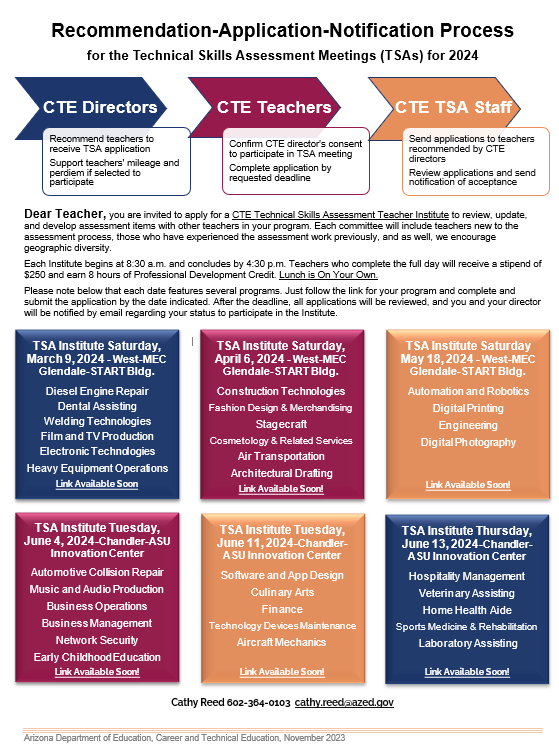 Recommendation-Application-Notification Process
for the Technical Skills Assessment Meetings (TSAs) for 2024
CTE Directors
Recommend teachers to
receive TSA application
Support teachers' mileage and
perdiem if selected to
participate
CTE Teachers
Confirm CTE director's consent
to participate in TSA meeting
Complete application by
requested deadline
CTE TSA Staff
Send applications to teachers
recommended by CTE
directors
Review applications and send
notification of acceptance
Dear Teacher, you are invited to apply for a CTE Technical Skills Assessment Teacher Institute to review, update,
and develop assessment items with other teachers in your program. Each committee will include teachers new to the
assessment process, those who have experienced the assessment work previously, and as well, we encourage
geographic diversity.
Each Institute begins at 8:30 a.m. and concludes by 4:30 p.m. Teachers who complete the full day will receive a stipend of
$250 and earn 8 hours of Professional Development Credit. Lunch is On Your Own.
Please note below that each date features several programs. Just follow the link for your program and complete and
submit the application by the date indicated. After the deadline, all applications will be reviewed, and you and your director
will be notified by email regarding your status to participate in the Institute.
TSA Institute Saturday,
March 9, 2024 - West-MEC
Glendale-START Bldg.
Diesel Engine Repair
Dental Assisting
Welding Technologies
Film and TV Production
Electronic Technologies
Heavy Equipment Operations
Link Available Soon
TSA Institute Saturday,
April 6, 2024 - West-MEC
Glendale-START Bldg.
Construction Technologies
Fashion Design & Merchandising
Stagecraft
Cosmetology & Related Services
Air Transportation
Architectural Drafting
Link Available Soon!
TSA Institute Saturday
May 18, 2024 - West-MEC
Glendale-START Bldg.
Automation and Robotics
Digital Printing
Engineering
Digital Photography
Link Available Soon!
TSA Institute Tuesday,
June 4, 2024-Chandler-ASU
Innovation Center
Automotive Collision Repair
Music and Audio Production
Business Operations
Business Management
Network Security
Early Childhood Education
Link Available Soon!
TSA Institute Tuesday,
June 11, 2024-Chandler-
ASU Innovation Center
Software and App Design
Culinary Arts
Finance
Technology Devices Maintenance
Aircraft Mechanics
Link Available Soon!
TSA Institute Thursday,
June 13, 2024-Chandler-
ASU Innovation Center
Hospitality Management
Veterinary Assisting
Home Health Aide
Sports Medicine & Rehabilitation
Laboratory Assisting
Link Available Soon!
Cathy Reed 602-364-0103 cathy.reed@azed.gov
Arizona Department of Education, Career and Technical Education, November 2023